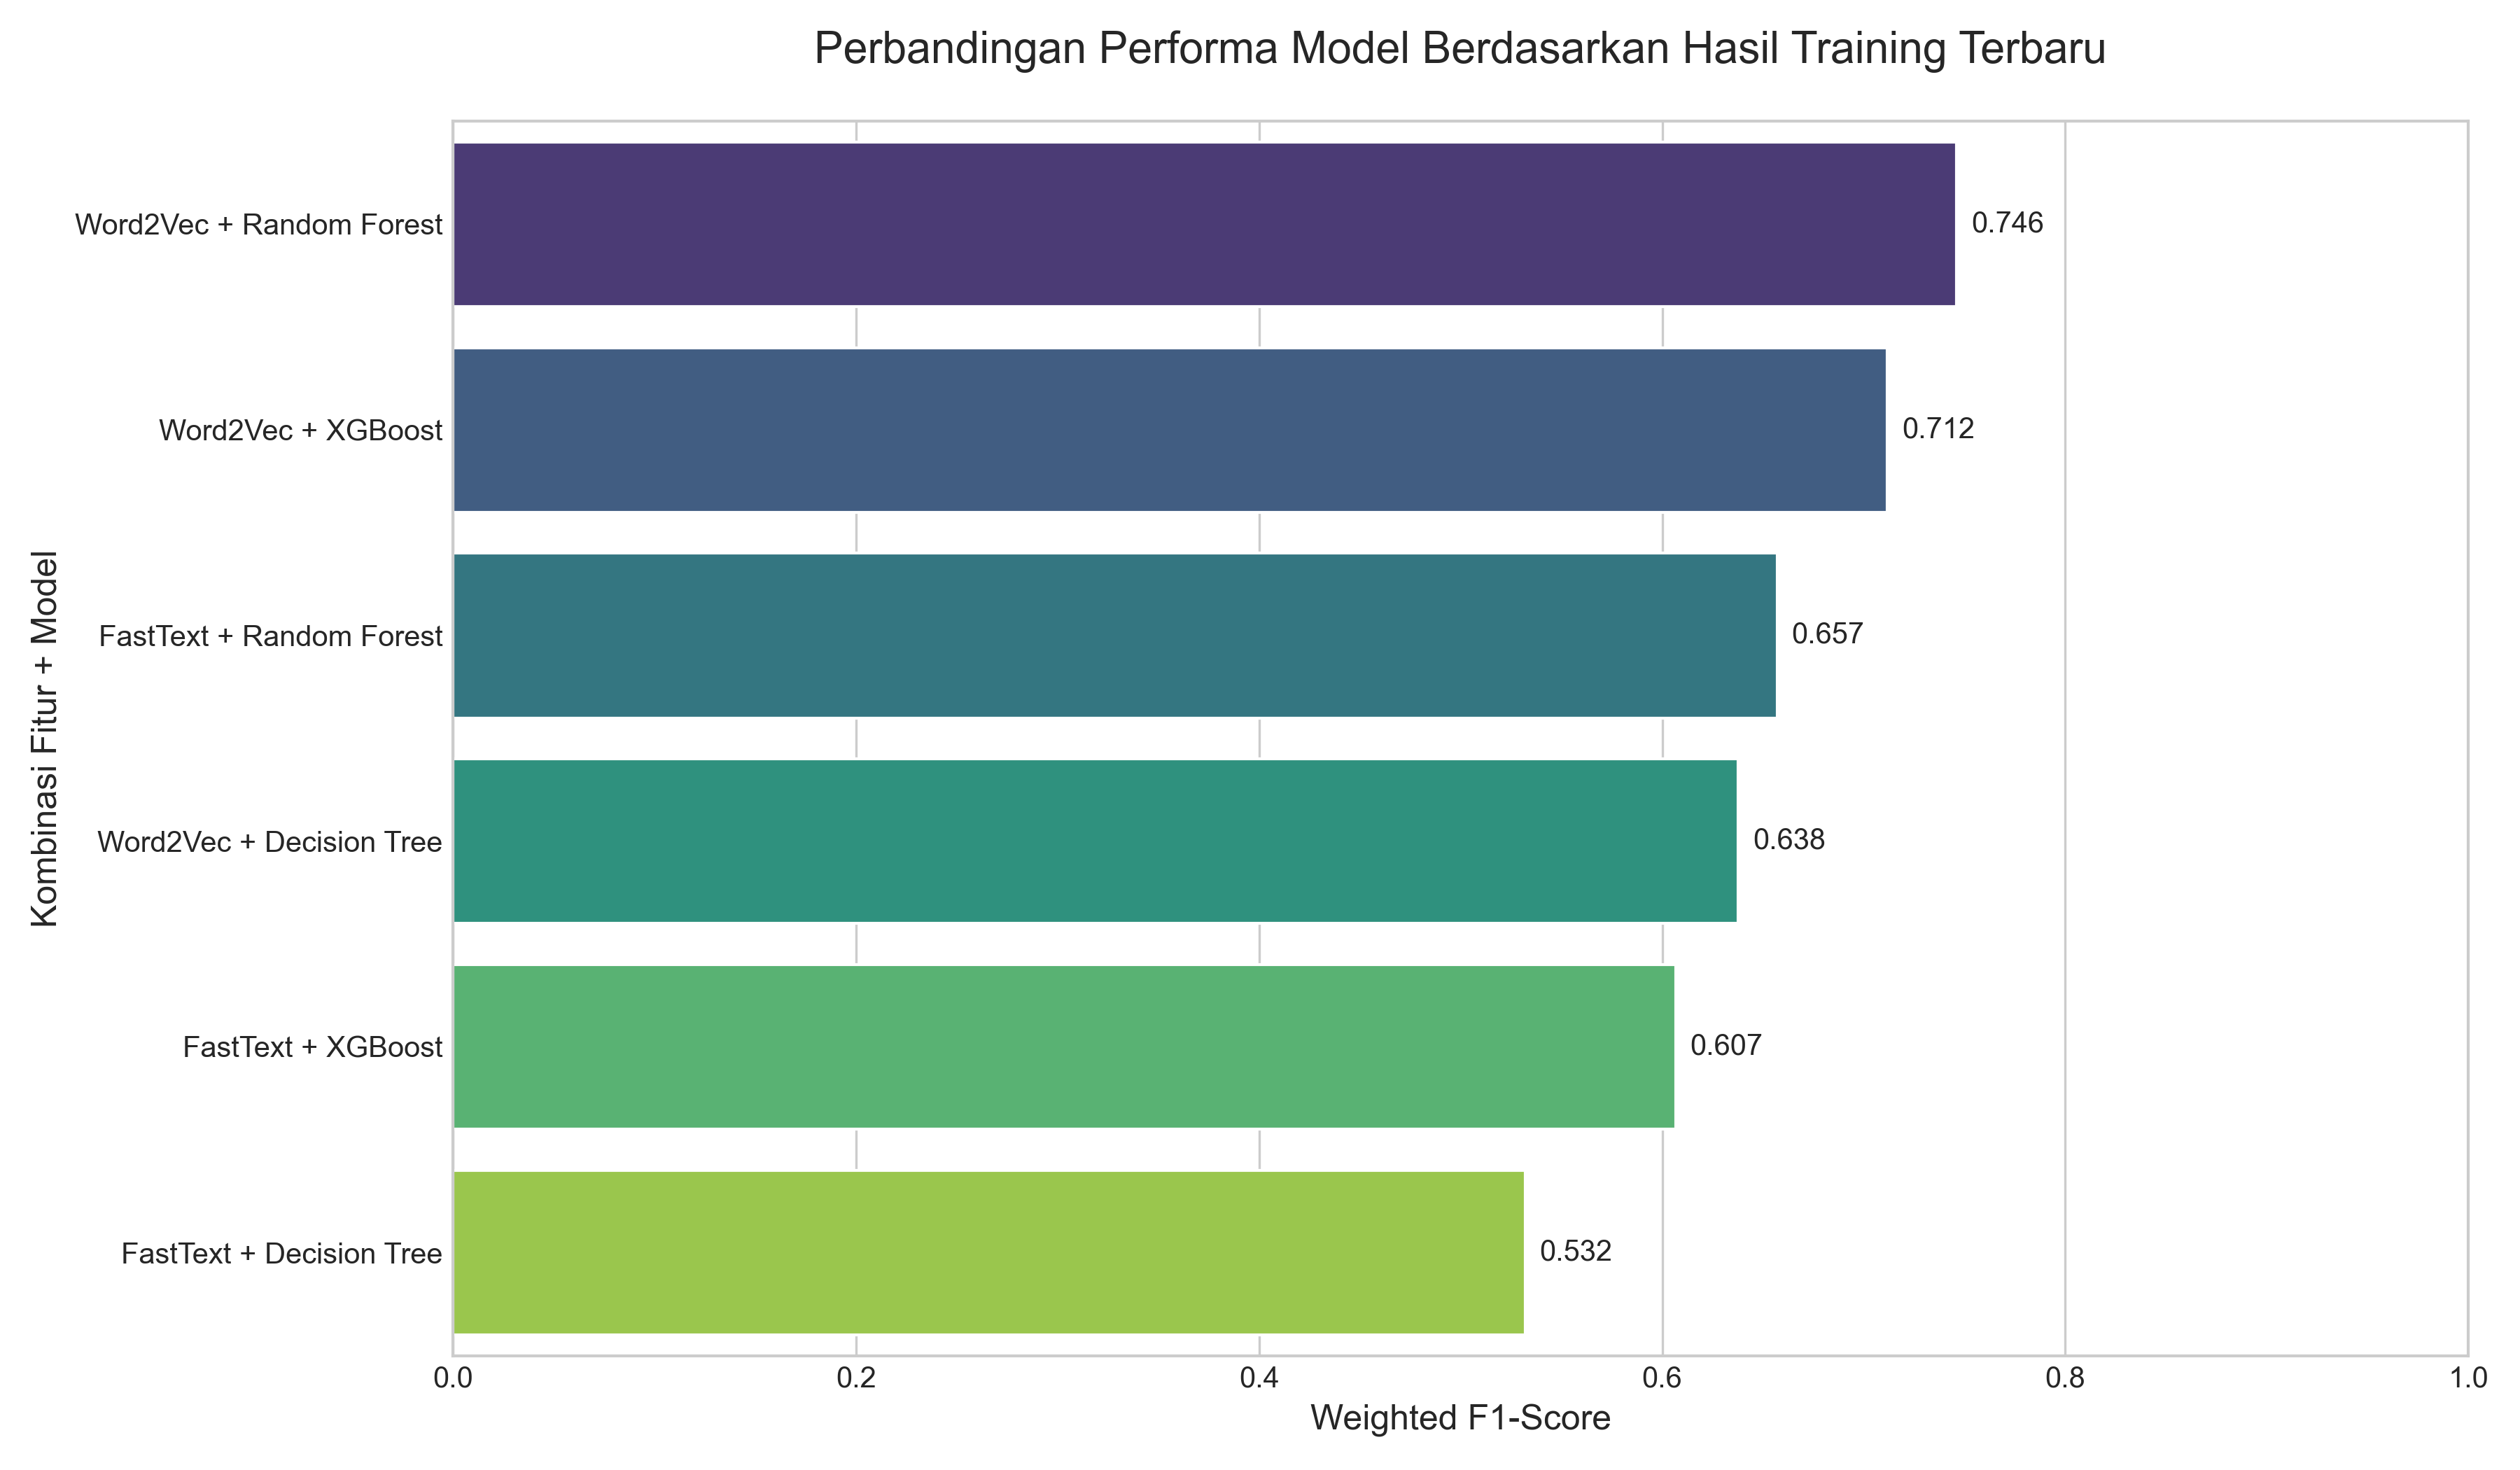 Perbandingan Performa Model Berdasarkan Hasil Training Terbaru
Kombinasi Fitur + Model
Word2Vec + Random Forest
0.746
Word2Vec + XGBoost
0.712
FastText + Random Forest
0.657
Word2Vec + Decision Tree
0.638
FastText + XGBoost
0.607
FastText + Decision Tree
0.532
0.0 0.2 0.4 0.6 0.8 1.0
Weighted F1-Score